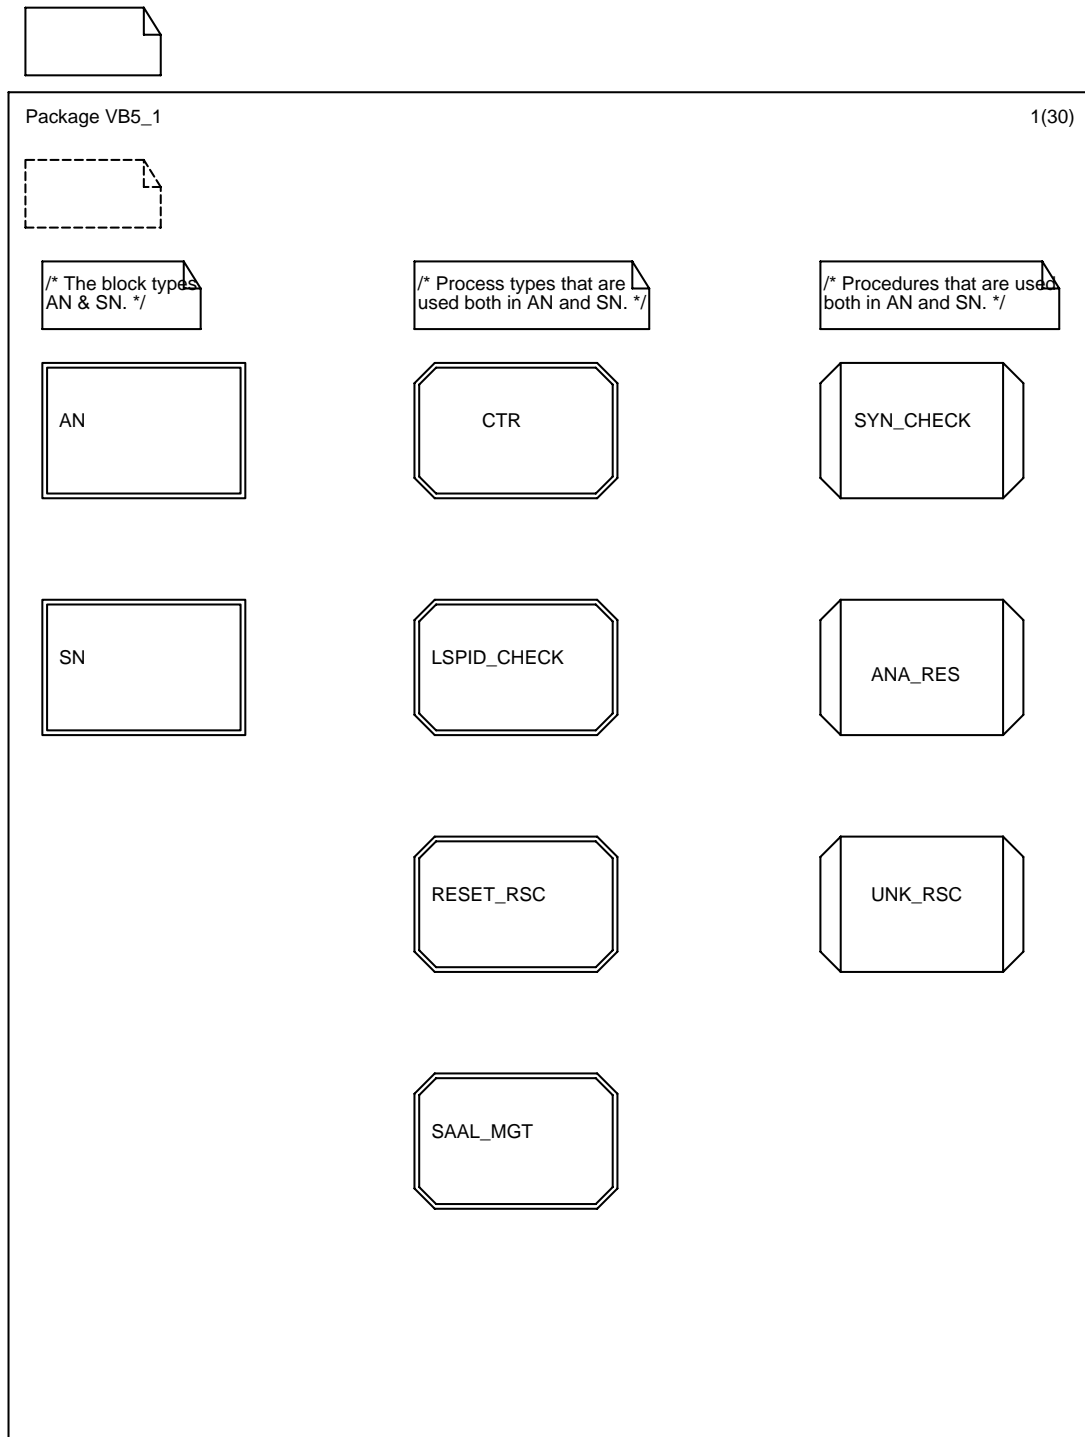 Package VB5_1
1(30)
/* The block types
AN & SN. */
/* Process types that are
used both in AN and SN. */
/* Procedures that are used
both in AN and SN. */
AN
CTR
SYN_CHECK
SN
LSPID_CHECK
ANA_RES
RESET_RSC
UNK_RSC
SAAL_MGT